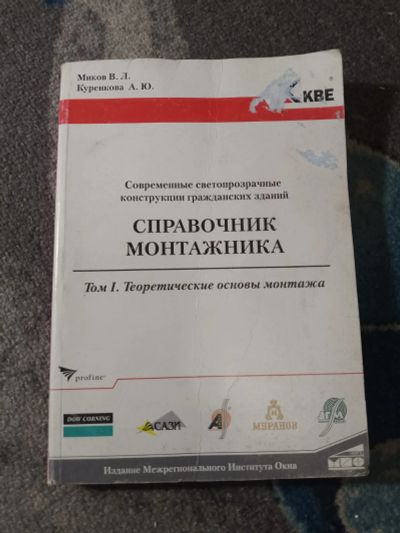 Миков В. Л.
Куренкова А. Ю.
KBE
Современные светопрозрачные
конструкции гражданских зданий
СПРАВОЧНИК
МОНТАЖНИКА
Том I. Теоретические основы монтажа
profine
DOW CORNING
САЗИ
МУРАНОВ
Издание Межрегионального Института Окна